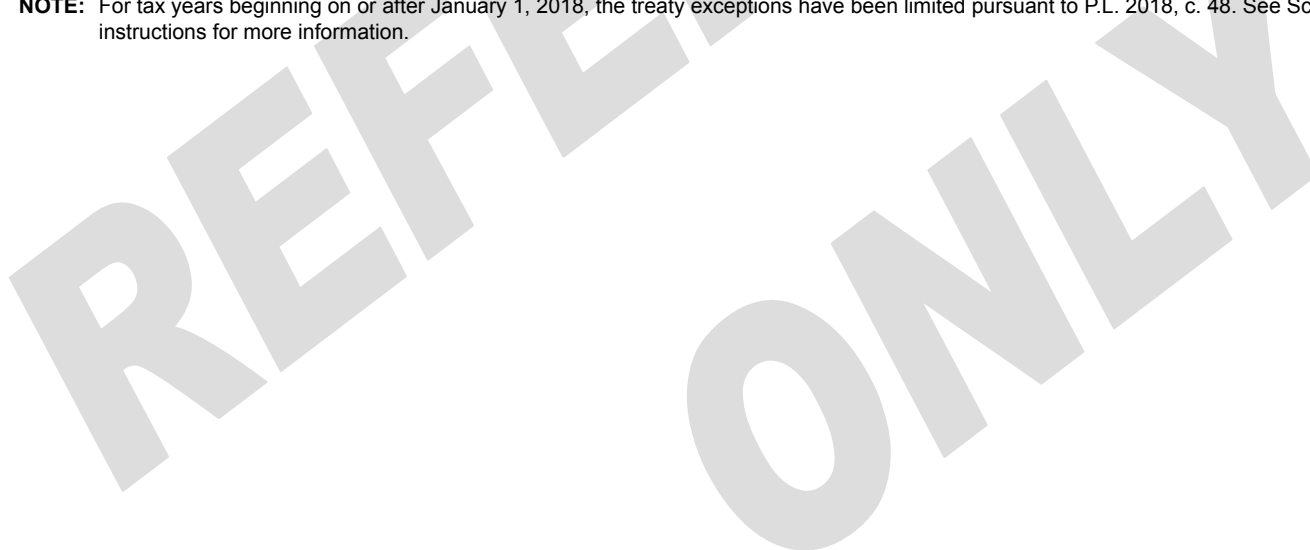 NOTE: For tax years beginning on or after January 1, 2018, the treaty exceptions have been limited pursuant to P.L. 2018, c. 48. See
instructions for more information.
ONLY